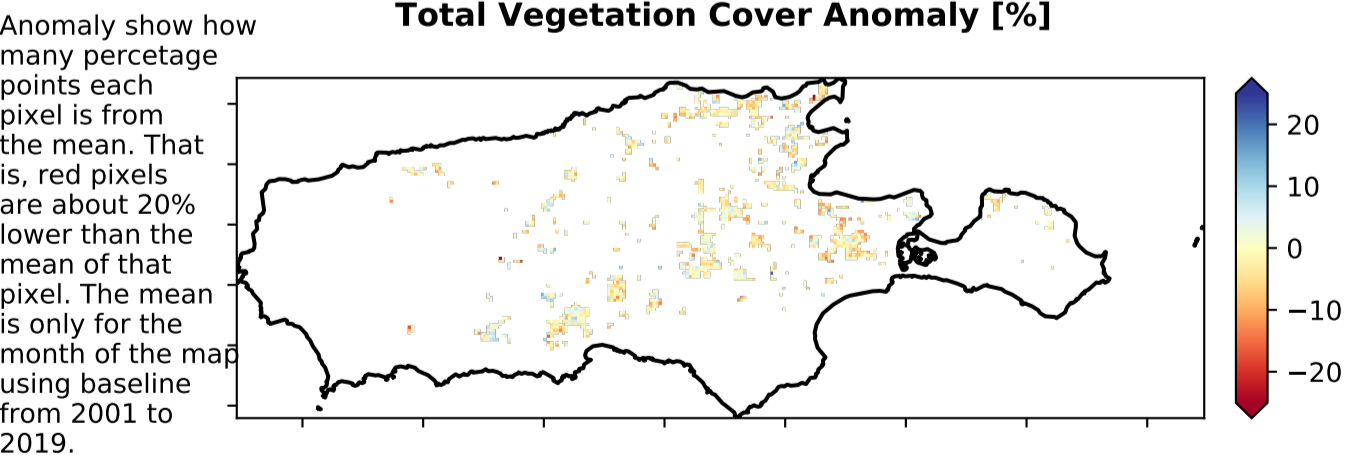 Total Vegetation Cover Anomaly [%]
Anomaly show how
many percetage
points each
pixel is from
the mean. That
is, red pixels
are about 20%
lower than the
mean of that
pixel. The mean
is only for the
month of the map
using baseline
from 2001 to
2019.
20
10
0
−10
−20